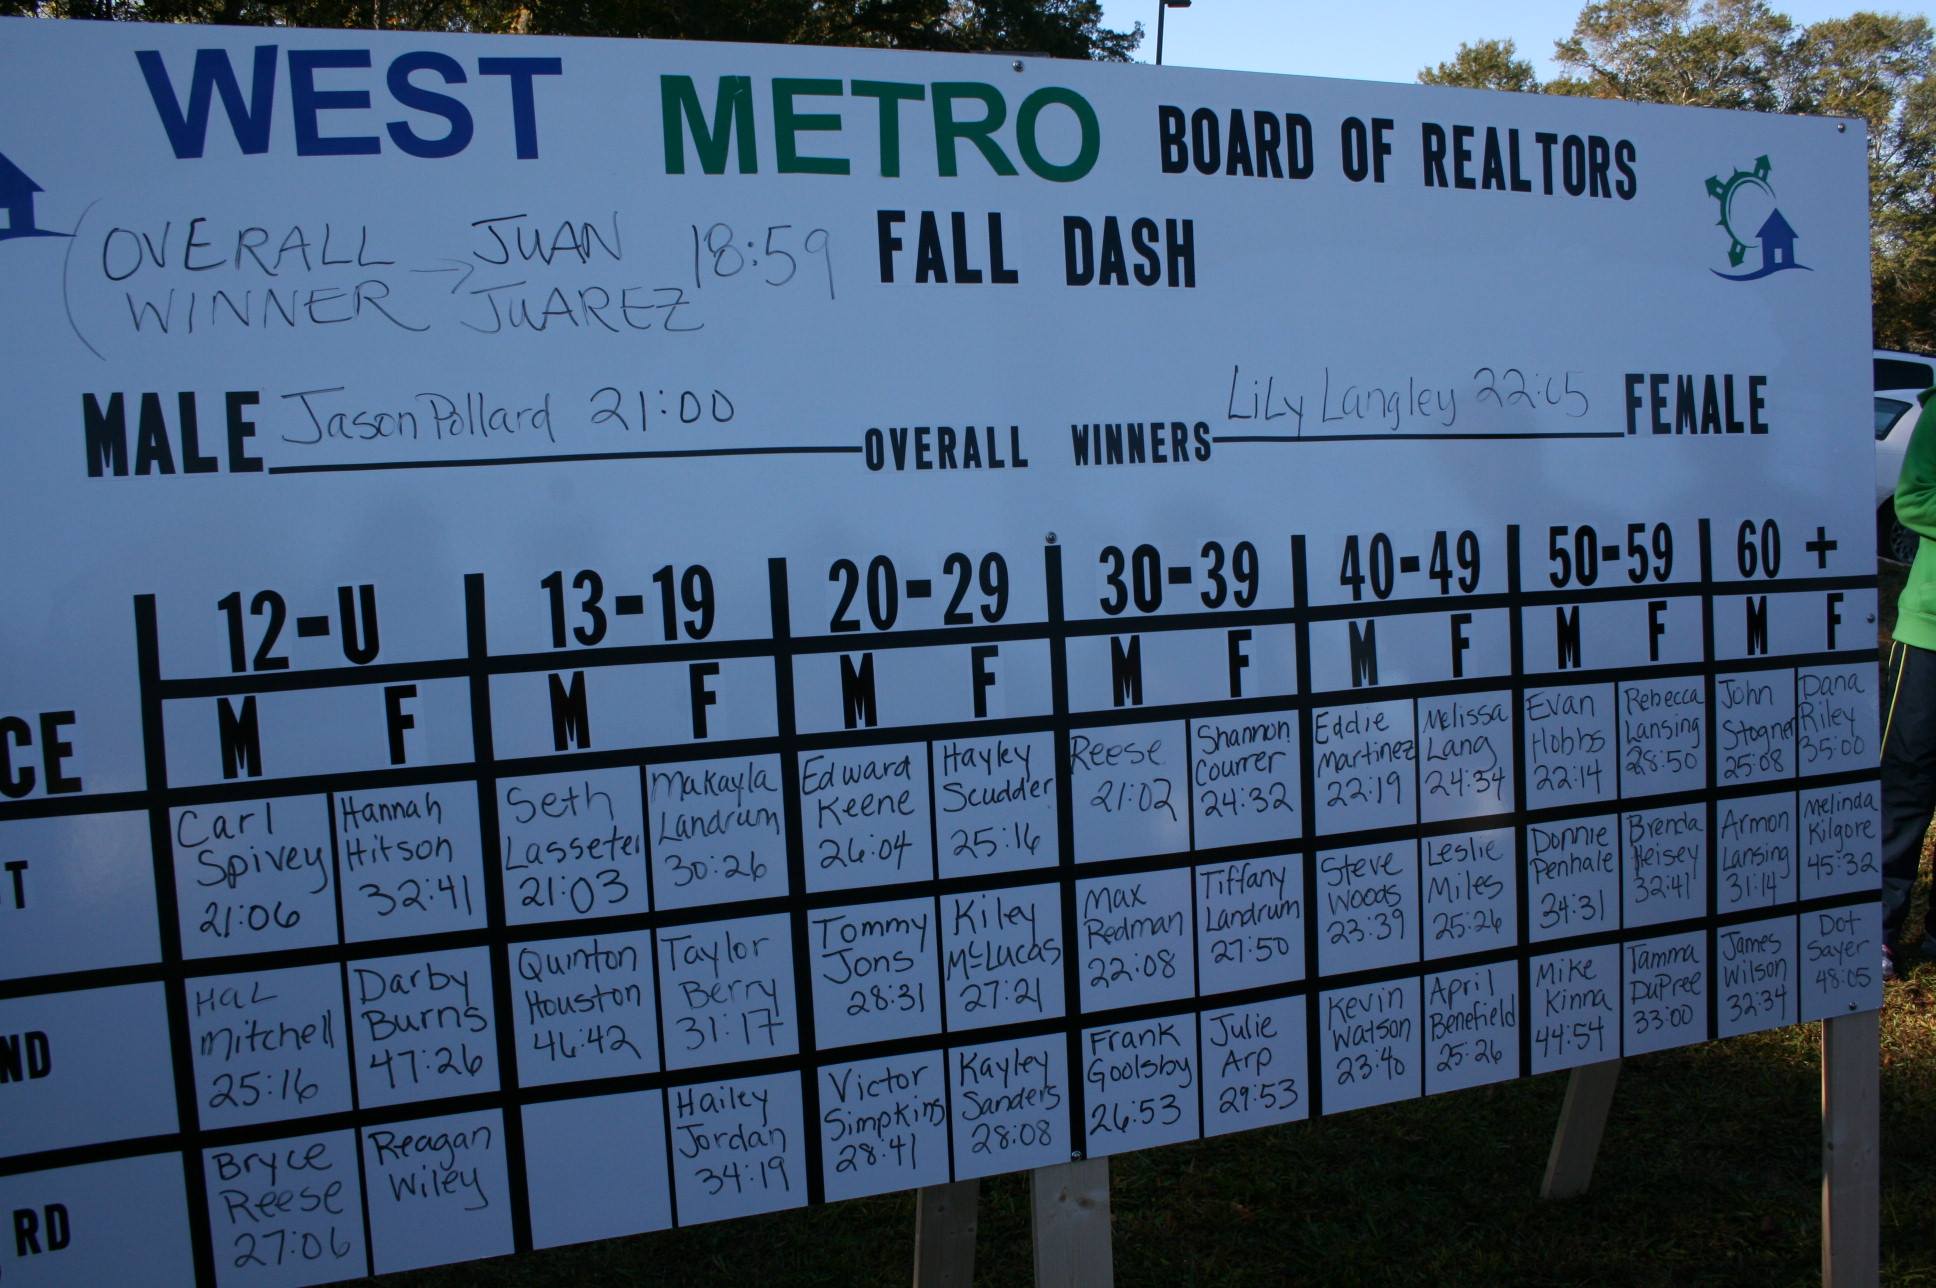 WEST METRO BOARD OF REALTORS
OVERALL
WINNER → JUAN
JUAREZ 18:59
FALL DASH
MALE Jason Pollard 21:00 OVERALL WINNERS LiLy Langley 22:05 FEMALE
12-U 13-19 20-29 30-39 40-49 50-59 60 +
M F M F M F M F M F M F M F
CE
T
Carl
Spivey
21:06
Hannah
Hitson
32:41
Seth
Lasseter
21:03
Makayla
Landrum
30:26
Edward
Keene
26:04
Hayley
Scudder
25:16
Reese
21:02
Shannon
Courrer
24:32
Eddie
Martinez
22:19
Melissa
Lang
24:34
Evan
Hobbs
22:14
Rebecca
Lansing
28:50
John
Stogner
25:08
Dana
Riley
35:00
ND
HaL
Mitchell
25:16
Darby
Burns
47:26
Quinton
Houston
46:42
Taylor
Berry
31:17
Tommy
Jons
28:31
Kiley
McLucas
27:21
Max
Redman
22:08
Tiffany
Landrum
27:50
Steve
Woods
23:39
Leslie
Miles
25:26
Donnie
Penhale
34:31
Brenda
Heisey
32:41
Armon
Lansing
31:14
Melinda
Kilgore
45:32
RD
Bryce
Reese
27:06
Reagan
Wiley
Hailey
Jordan
34:19
Victor
Simpkins
28:41
Kayley
Sanders
28:08
Frank
Goolsby
26:53
Julie
Arp
29:53
Kevin
Watson
23:40
April
Benefield
25:26
Mike
Kinna
44:54
Tamma
DuPree
33:00
James
Wilson
32:34
Dot
Sayer
48:05